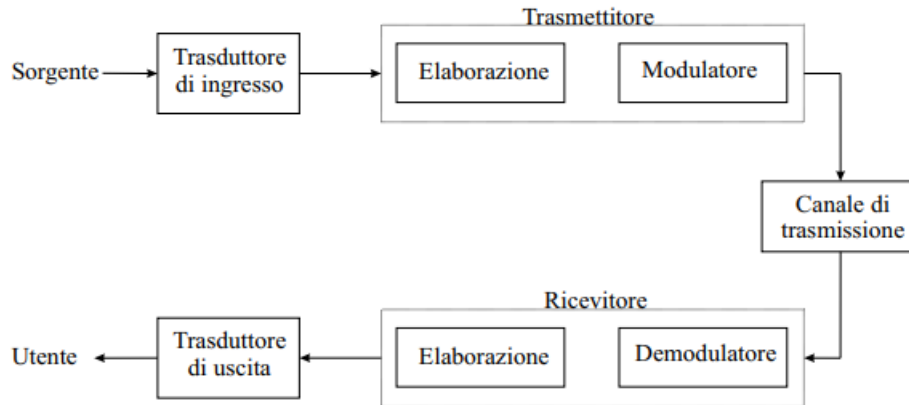 Trasmettitore
Sorgente
Trasduttore
di ingresso
Elaborazione
Modulatore
Canale di
trasmissione
Ricevitore
Utente
Trasduttore
di uscita
Elaborazione
Demodulatore